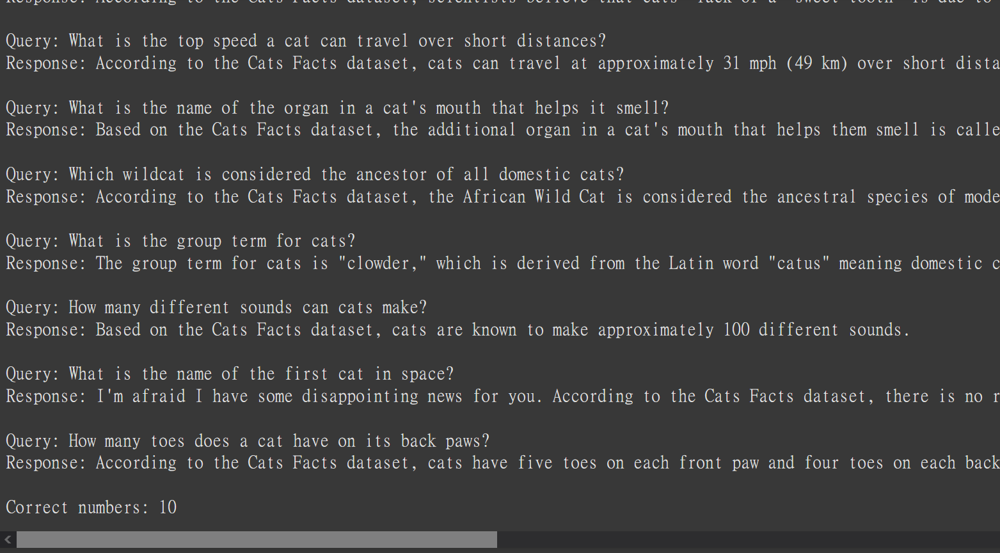 Response: According to the Cats Facts dataset, scientists believe that cats' lack of a "sweet tooth" is due to
Query: What is the top speed a cat can travel over short distances?
Response: According to the Cats Facts dataset, cats can travel at approximately 31 mph (49 km) over short dista
Query: What is the name of the organ in a cat's mouth that helps it smell?
Response: Based on the Cats Facts dataset, the additional organ in a cat's mouth that helps them smell is calle
Query: Which wildcat is considered the ancestor of all domestic cats?
Response: According to the Cats Facts dataset, the African Wild Cat is considered the ancestral species of mode
Query: What is the group term for cats?
Response: The group term for cats is "clowder," which is derived from the Latin word "catus" meaning domestic c
Query: How many different sounds can cats make?
Response: Based on the Cats Facts dataset, cats are known to make approximately 100 different sounds.
Query: What is the name of the first cat in space?
Response: I'm afraid I have some disappointing news for you. According to the Cats Facts dataset, there is no r
Query: How many toes does a cat have on its back paws?
Response: According to the Cats Facts dataset, cats have five toes on each front paw and four toes on each back
Correct numbers: 10